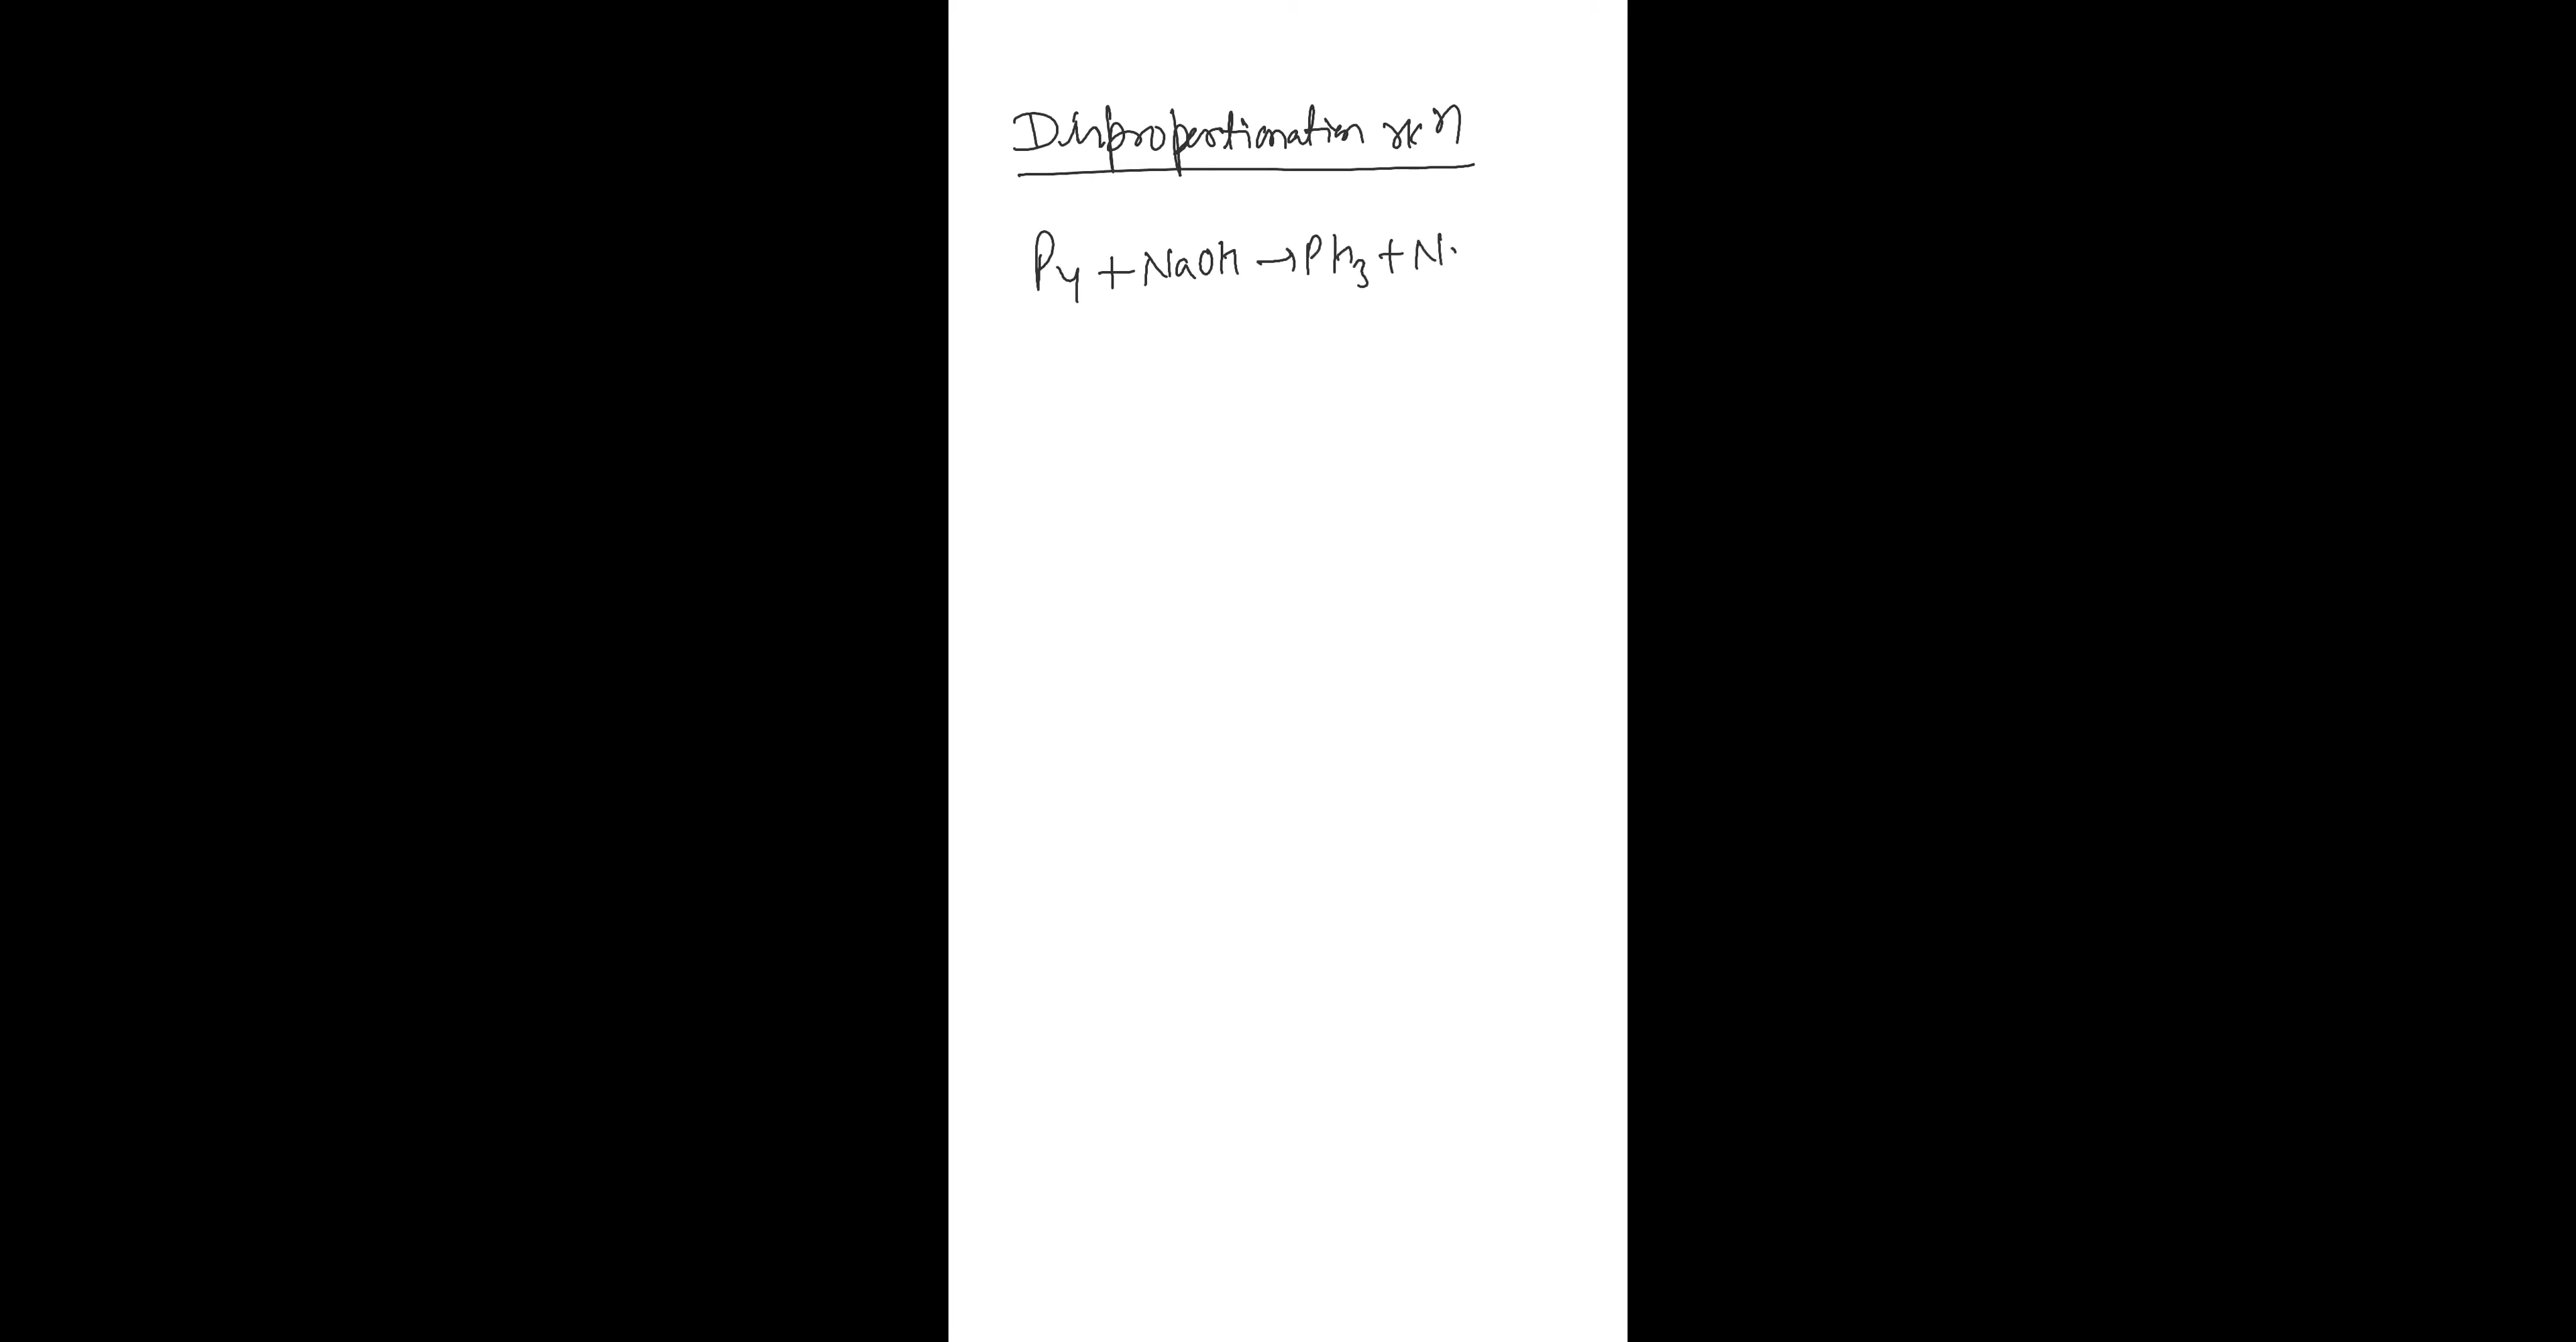 Disproportionation rxn
P4 + NaOH → PH3 + N